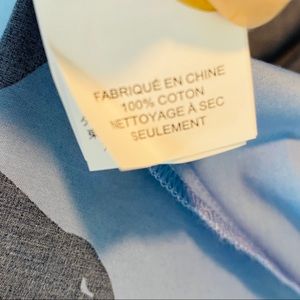 FABRIQUÉ EN CHINE
100% COTON
NETTOYAGE À SEC
SEULEMENT